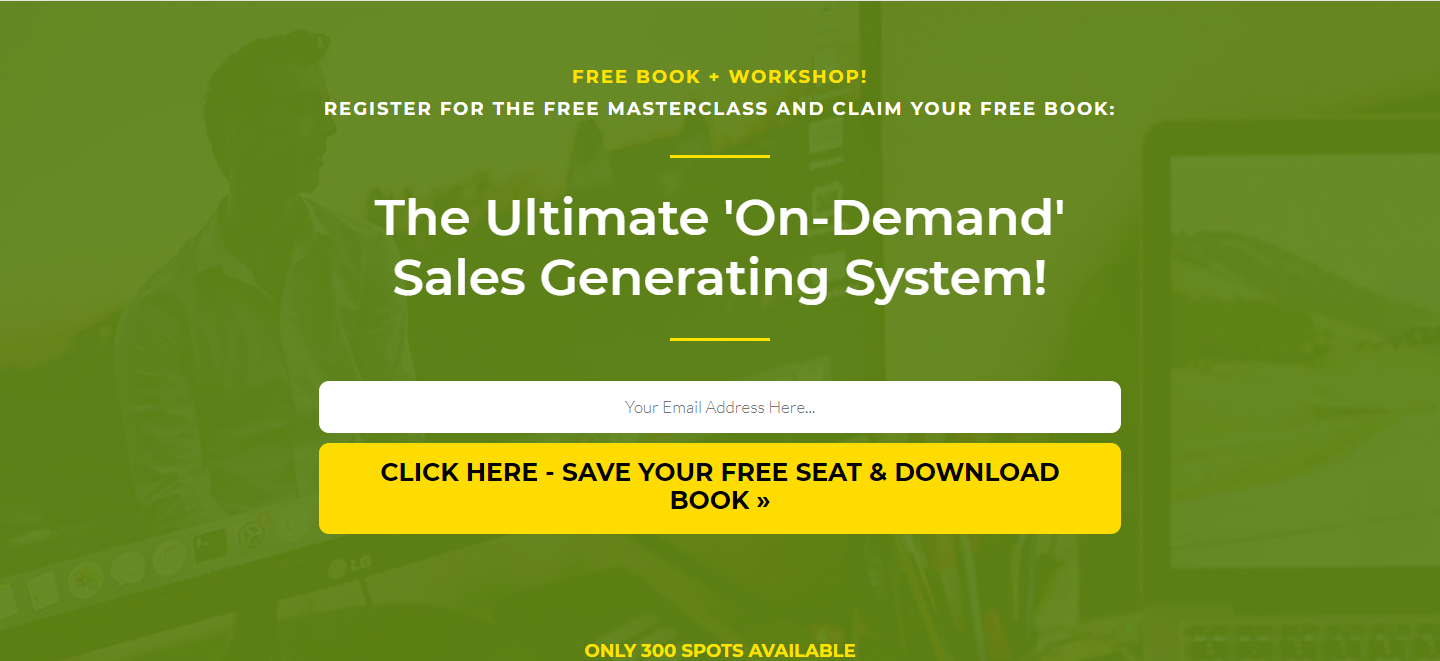 FREE BOOK + WORKSHOP!
REGISTER FOR THE FREE MASTERCLASS AND CLAIM YOUR FREE BOOK:
The Ultimate 'On-Demand'
Sales Generating System!
Your Email Address Here...
CLICK HERE - SAVE YOUR FREE SEAT & DOWNLOAD
BOOK »
LG
ONLY 300 SPOTS AVAILABLE